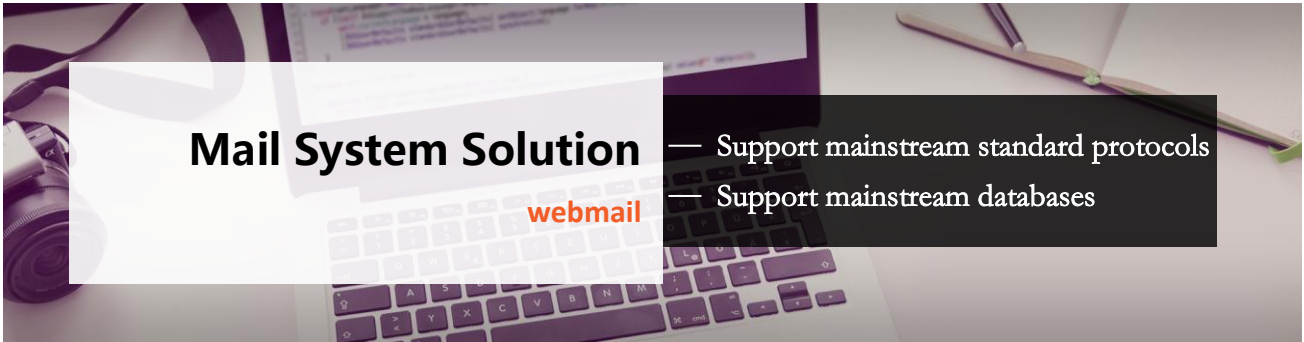 Mail System Solution
webmail
— Support mainstream standard protocols
— Support mainstream databases